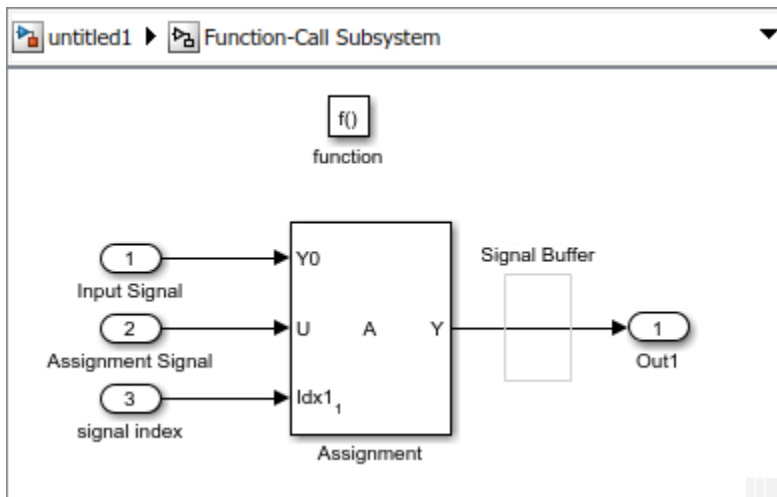 untitled1 Function-Call Subsystem
f()
function
1
Input Signal
2
Assignment Signal
3
signal index
Y0
U A Y
Idx1 1
Assignment
Signal Buffer
1
Out1